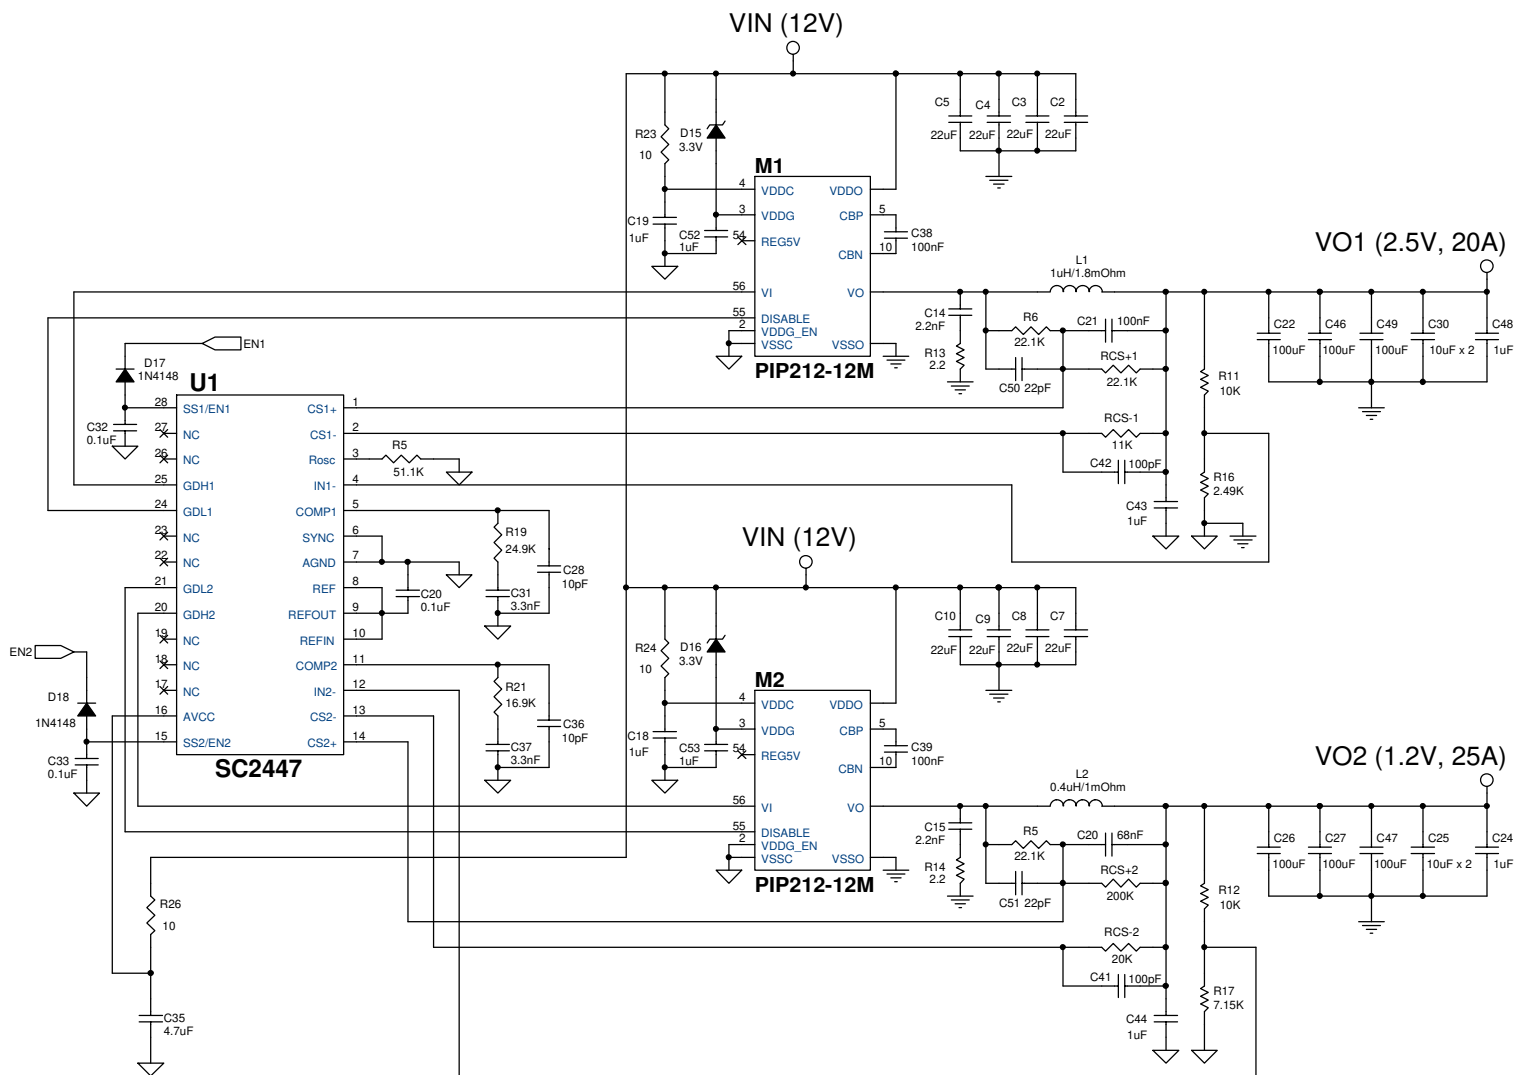 VIN (12V)
C5
C4
C3
C2
22uF
22uF
22uF
22uF
R23
10
D15
3.3V
M1
4
VDDC
VDDO
3
VDDG
CBP
5
C19
1uF
C52
1uF
54
REG5V
C38
100nF
CBN
10
VO1 (2.5V, 20A)
L1
1uH/1.8mOhm
56
VI
VO
55
DISABLE
2
VDDG_EN
VSSC
VSSO
PIP212-12M
C14
2.2nF
R13
2.2
R6
22.1K
C21
100nF
C50 22pF
RCS+1
22.1K
C22
100uF
C46
100uF
C49
100uF
C30
10uF x 2
C48
1uF
R11
10K
RCS-1
11K
C42
100pF
R16
2.49K
C43
1uF
EN1
D17
1N4148
U1
C32
0.1uF
28
SS1/EN1
CS1+
1
27
NC
CS1-
2
26
NC
Rosc
3
R5
51.1K
25
GDH1
IN1-
4
24
GDL1
COMP1
5
23
NC
SYNC
6
22
NC
AGND
7
21
GDL2
REF
8
20
GDH2
REFOUT
9
19
NC
REFIN
10
18
NC
COMP2
11
17
NC
IN2-
12
16
AVCC
CS2-
13
15
SS2/EN2
CS2+
14
SC2447
R19
24.9K
C28
10pF
C31
3.3nF
C20
0.1uF
R21
16.9K
C36
10pF
C37
3.3nF
EN2
D18
1N4148
C33
0.1uF
VIN (12V)
C10
C9
C8
C7
22uF
22uF
22uF
22uF
R24
10
D16
3.3V
M2
4
VDDC
VDDO
3
VDDG
CBP
5
C18
1uF
C53
1uF
54
REG5V
C39
100nF
CBN
10
VO2 (1.2V, 25A)
L2
0.4uH/1mOhm
56
VI
VO
55
DISABLE
2
VDDG_EN
VSSC
VSSO
PIP212-12M
C15
2.2nF
R14
2.2
R5
22.1K
C20
68nF
C51 22pF
RCS+2
200K
C26
100uF
C27
100uF
C47
100uF
C25
10uF x 2
C24
1uF
R12
10K
RCS-2
20K
C41
100pF
R17
7.15K
C44
1uF
R26
10
C35
4.7uF